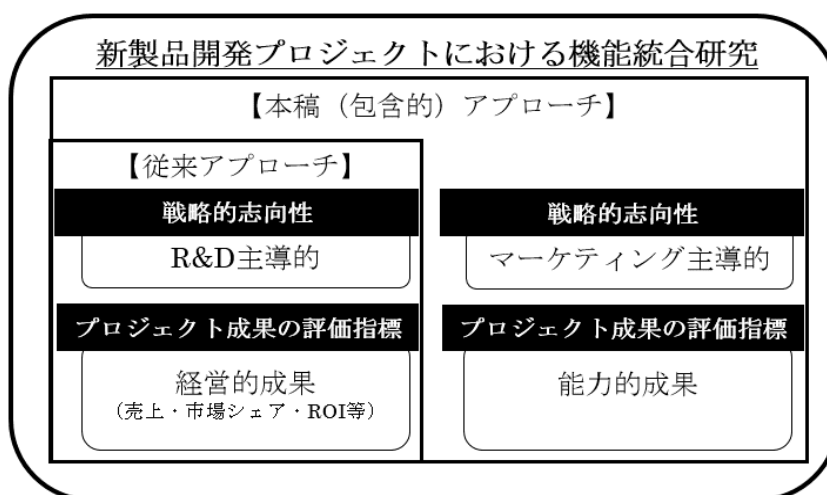 新製品開発プロジェクトにおける機能統合研究
【本稿（包含的）アプローチ】
【従来アプローチ】
戦略的志向性
R&D主導的
プロジェクト成果の評価指標
経営的成果
（売上・市場シェア・ROI等）
戦略的志向性
マーケティング主導的
プロジェクト成果の評価指標
能力的成果